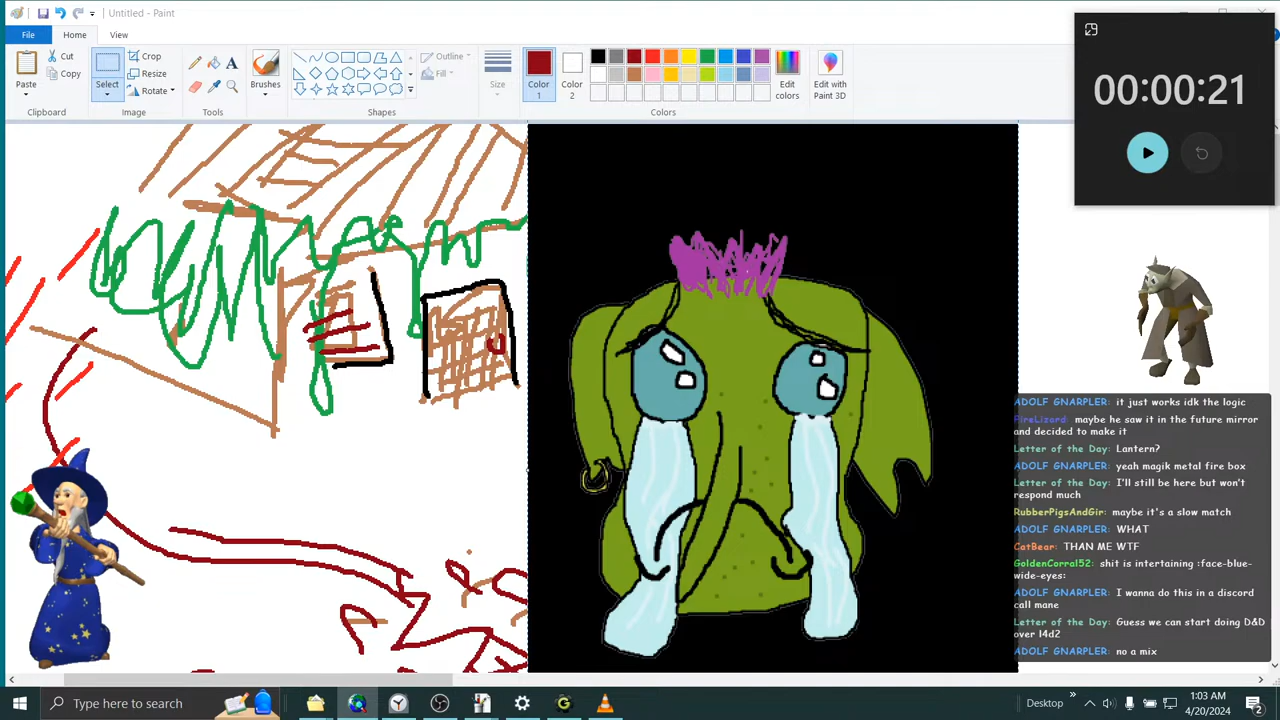 Untitled - Paint
File
Home
View
Paste
Cut
Copy
Clipboard
Select
Crop
Resize
Rotate
Image
Tools
Brushes
Outline
Fill
Shapes
Size
Color 1
Color 2
Edit colors
Colors
Edit with Paint 3D
00:00:21
ADOLF GNARPLER: it just works idk the logic
FireLizard: maybe he saw it in the future mirror
and decided to make it
Letter of the Day: Lantern?
ADOLF GNARPLER: yeah magik metal fire box
Letter of the Day: I'll still be here but won't
respond much
RubberPigsAndGir: maybe it's a slow match
ADOLF GNARPLER: WHAT
CatBear: THAN ME WTF
GoldenCorral52: shit is intertaining :face-blue-
wide-eyes:
ADOLF GNARPLER: I wanna do this in a discord
call mane
Letter of the Day: Guess we can start doing D&D
over l4d2
ADOLF GNARPLER: no a mix
Type here to search
Desktop
1:03 AM
4/20/2024
2